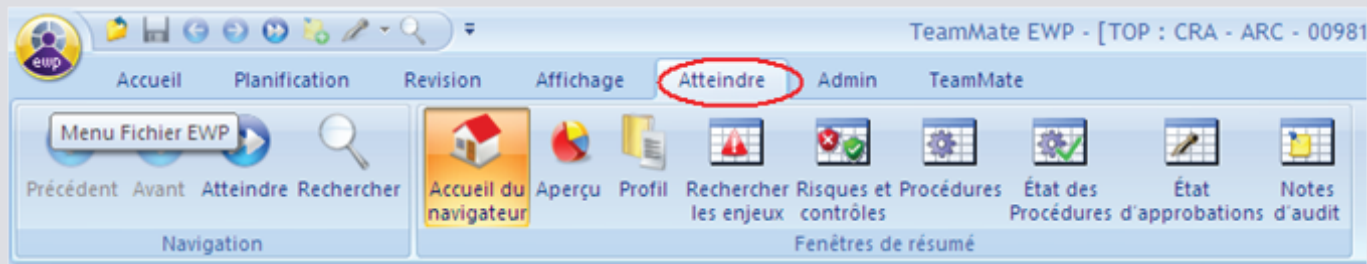 TeamMate EWP - [TOP : CRA - ARC - 00981
ewp
Accueil Planification Revision Affichage Atteindre Admin TeamMate
Menu Fichier EWP
Précédent Avant Atteindre Rechercher Accueil du Aperçu Profil Rechercher Risques et Procédures État des État Notes
navigateur les enjeux contrôles Procédures d'approbations d'audit
Navigation Fenêtres de résumé